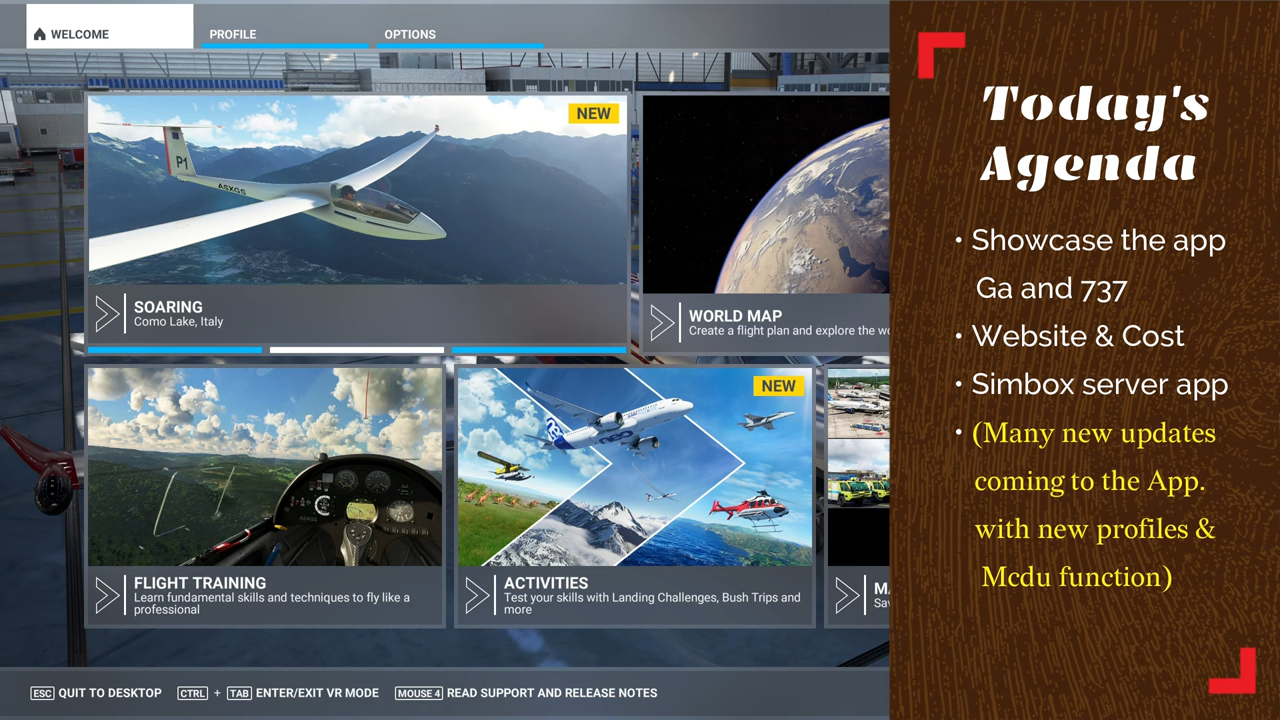 WELCOME
PROFILE
OPTIONS
NEW
P1
ASXGS
SOARING
Como Lake, Italy
WORLD MAP
Create a flight plan and explore the
NEW
FLIGHT TRAINING
Learn fundamental skills and techniques to fly like a
professional
ACTIVITIES
Test your skills with Landing Challenges, Bush Trips and
more
ESC QUIT TO DESKTOP
CTRL + TAB ENTER/EXIT VR MODE
MOUSE 4 READ SUPPORT AND RELEASE NOTES
Today's
Agenda
• Showcase the app
Ga and 737
• Website & Cost
• Simbox server app
• (Many new updates
coming to the App.
with new profiles &
Mcdu function)